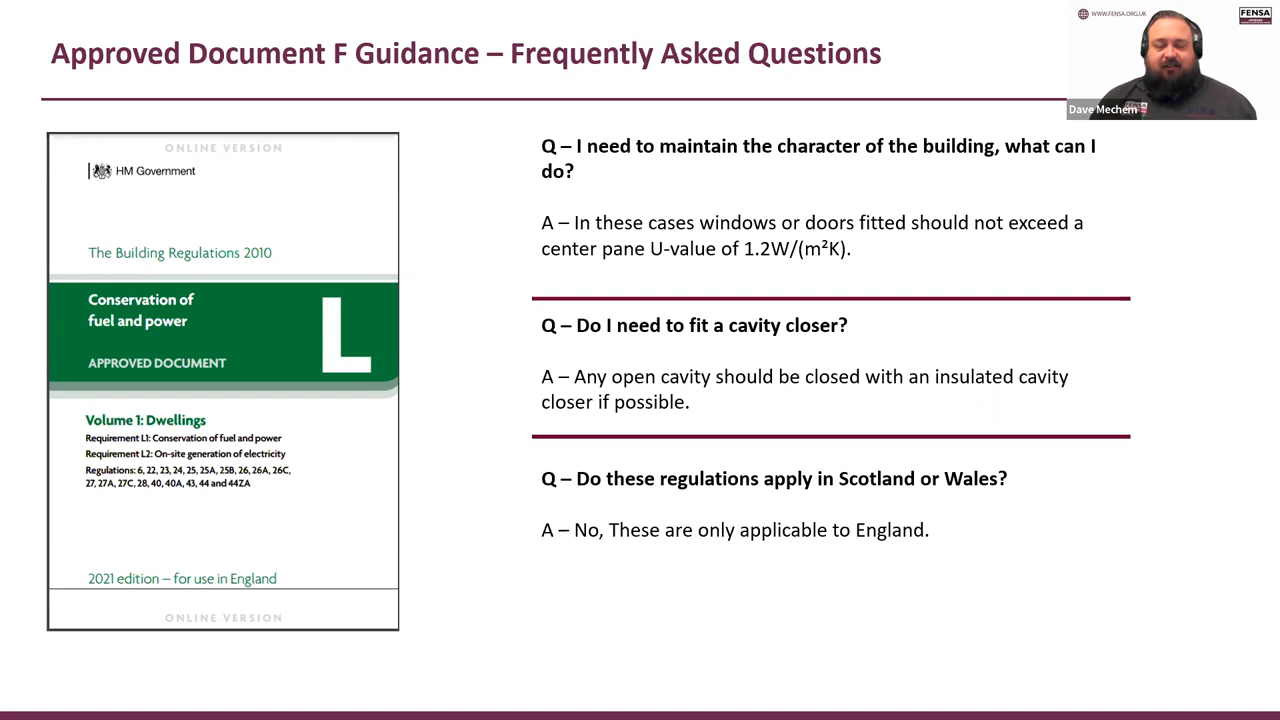 Approved Document F Guidance – Frequently Asked Questions
WWW.FENSA.ORG.UK
FENSA
Dave Mechem
ONLINE VERSION
HM Government
The Building Regulations 2010
Conservation of
fuel and power
L
APPROVED DOCUMENT
Volume 1: Dwellings
Requirement L1: Conservation of fuel and power
Requirement L2: On-site generation of electricity
Regulations: 6, 22, 23, 24, 25, 25A, 25B, 26, 26A, 26C,
27, 27A, 27C, 28, 40, 40A, 43, 44 and 44ZA
2021 edition – for use in England
ONLINE VERSION
Q – I need to maintain the character of the building, what can I
do?
A – In these cases windows or doors fitted should not exceed a
center pane U-value of 1.2W/(m²K).
Q – Do I need to fit a cavity closer?
A – Any open cavity should be closed with an insulated cavity
closer if possible.
Q – Do these regulations apply in Scotland or Wales?
A – No, These are only applicable to England.